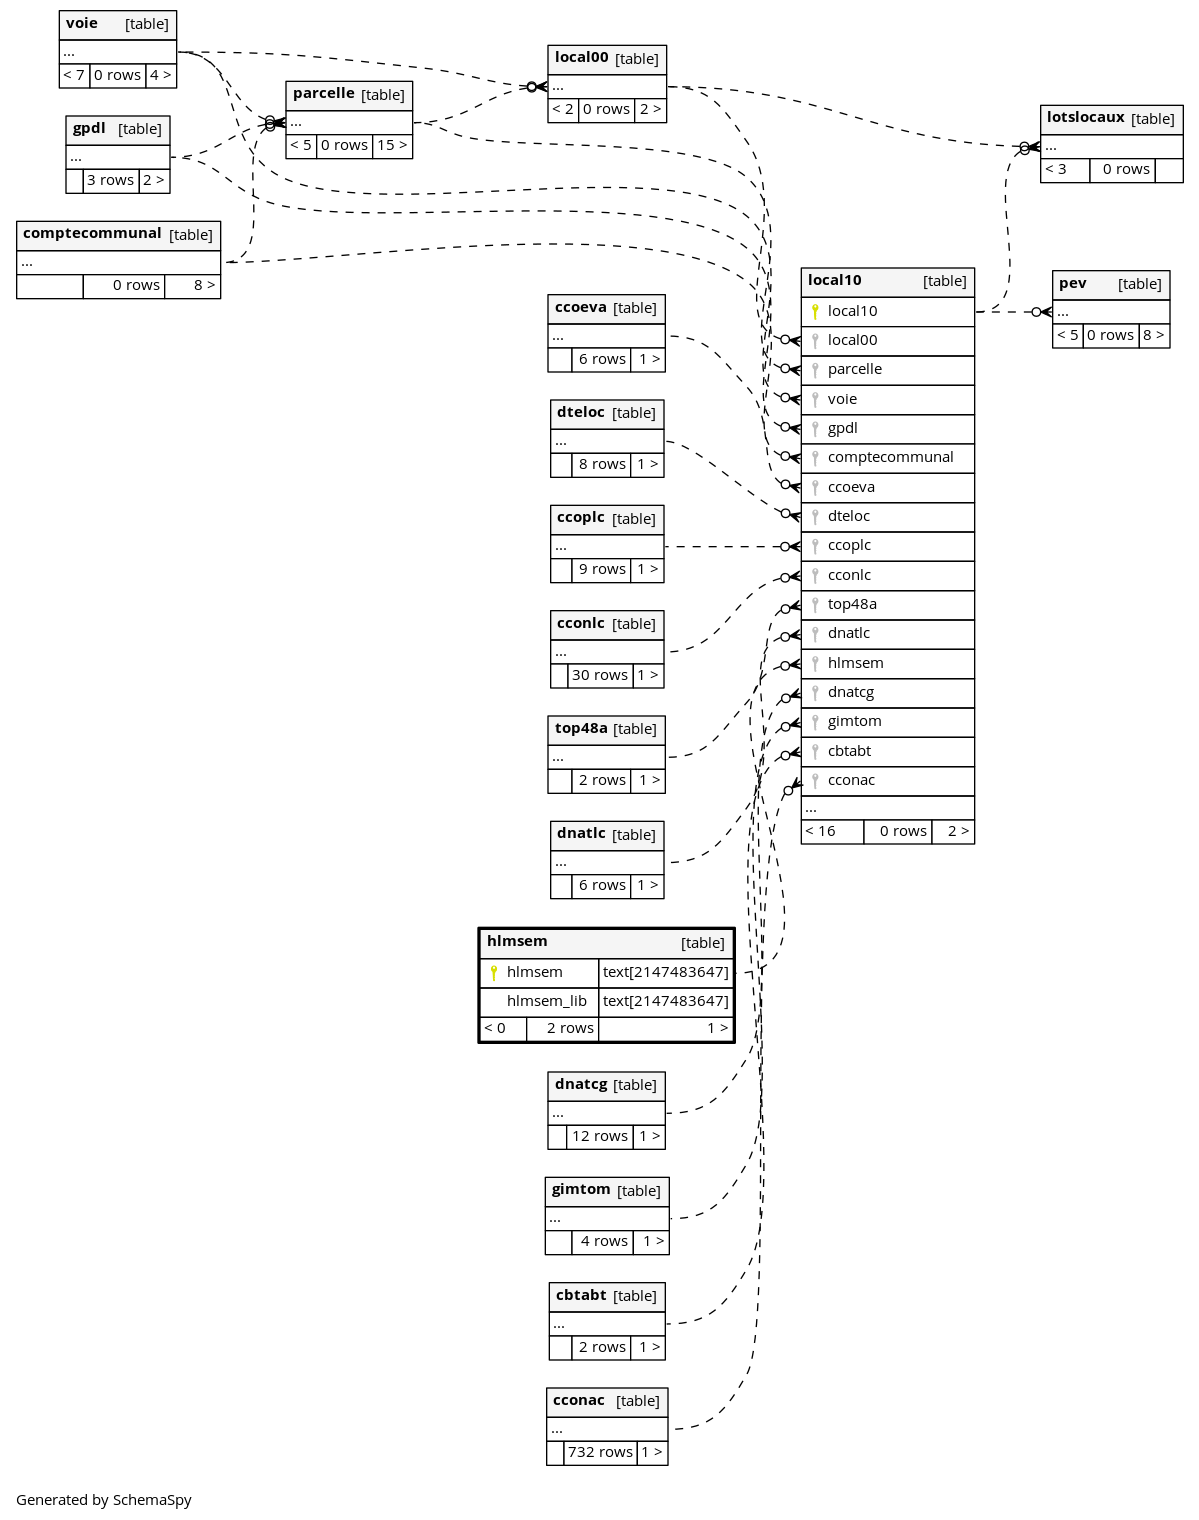 voie [table]
...
< 7 0 rows 4 >
local00 [table]
...
< 2 0 rows 2 >
parcelle [table]
...
< 5 0 rows 15 >
lotslocaux [table]
...
< 3 0 rows
gpdl [table]
...
3 rows 2 >
comptecommunal [table]
...
0 rows 8 >
local10 [table]
local10
local00
parcelle
voie
gpdl
comptecommunal
ccoeva
dteloc
ccoplc
cconlc
top48a
dnatlc
hlmsem
dnatcg
gimtom
cbtabt
cconac
...
< 16 0 rows 2 >
pev [table]
...
< 5 0 rows 8 >
ccoeva [table]
...
6 rows 1 >
dteloc [table]
...
8 rows 1 >
ccoplc [table]
...
9 rows 1 >
cconlc [table]
...
30 rows 1 >
top48a [table]
...
2 rows 1 >
dnatlc [table]
...
6 rows 1 >
hlmsem [table]
hlmsem text[2147483647]
hlmsem_lib text[2147483647]
< 0 2 rows 1 >
dnatcg [table]
...
12 rows 1 >
gimtom [table]
...
4 rows 1 >
cbtabt [table]
...
2 rows 1 >
cconac [table]
...
732 rows 1 >
Generated by SchemaSpy